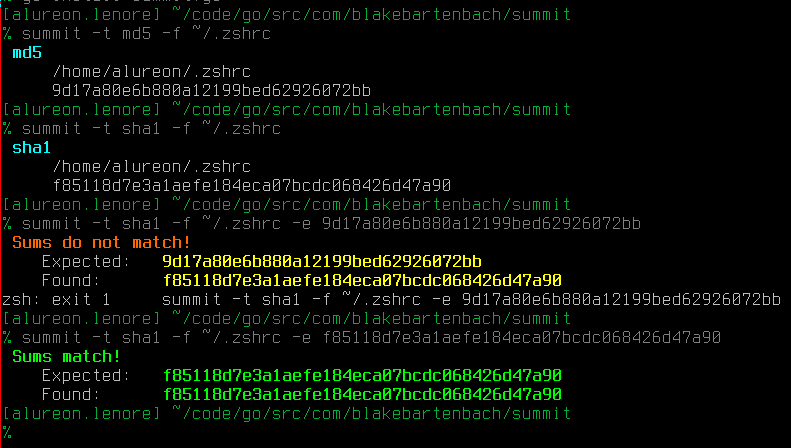 [alureon.lenore] ~/code/go/src/com/blakebartenbach/summit
% summit -t md5 -f ~/.zshrc
md5
/home/alureon/.zshrc
9d17a80e6b880a12199bed62926072bb
[alureon.lenore] ~/code/go/src/com/blakebartenbach/summit
% summit -t sha1 -f ~/.zshrc
sha1
/home/alureon/.zshrc
f85118d7e3a1aefe184eca07bcdc068426d47a90
[alureon.lenore] ~/code/go/src/com/blakebartenbach/summit
% summit -t sha1 -f ~/.zshrc -e 9d17a80e6b880a12199bed62926072bb
Sums do not match!
Expected: 9d17a80e6b880a12199bed62926072bb
Found: f85118d7e3a1aefe184eca07bcdc068426d47a90
zsh: exit 1 summit -t sha1 -f ~/.zshrc -e 9d17a80e6b880a12199bed62926072bb
[alureon.lenore] ~/code/go/src/com/blakebartenbach/summit
% summit -t sha1 -f ~/.zshrc -e f85118d7e3a1aefe184eca07bcdc068426d47a90
Sums match!
Expected: f85118d7e3a1aefe184eca07bcdc068426d47a90
Found: f85118d7e3a1aefe184eca07bcdc068426d47a90
[alureon.lenore] ~/code/go/src/com/blakebartenbach/summit
%